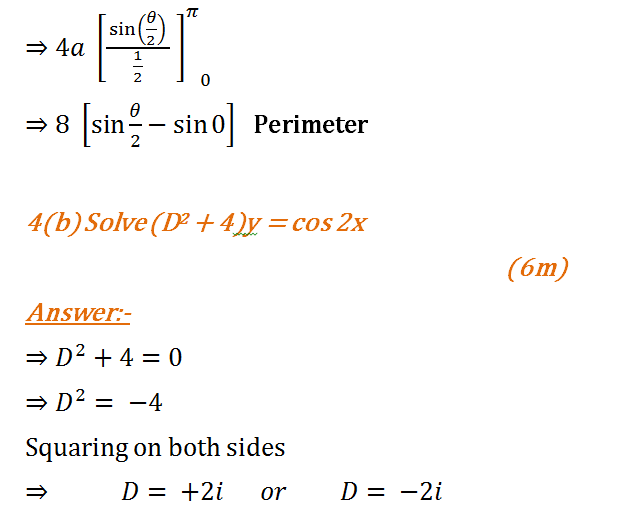 ⇒ 4a [sin(θ/2) / (1/2)]₀^π
⇒ 8 [sin θ/2 − sin 0] Perimeter
4(b) Solve (D² + 4)y = cos 2x
(6m)
Answer:-
⇒ D² + 4 = 0
⇒ D² = −4
Squaring on both sides
⇒ D = +2i or D = −2i